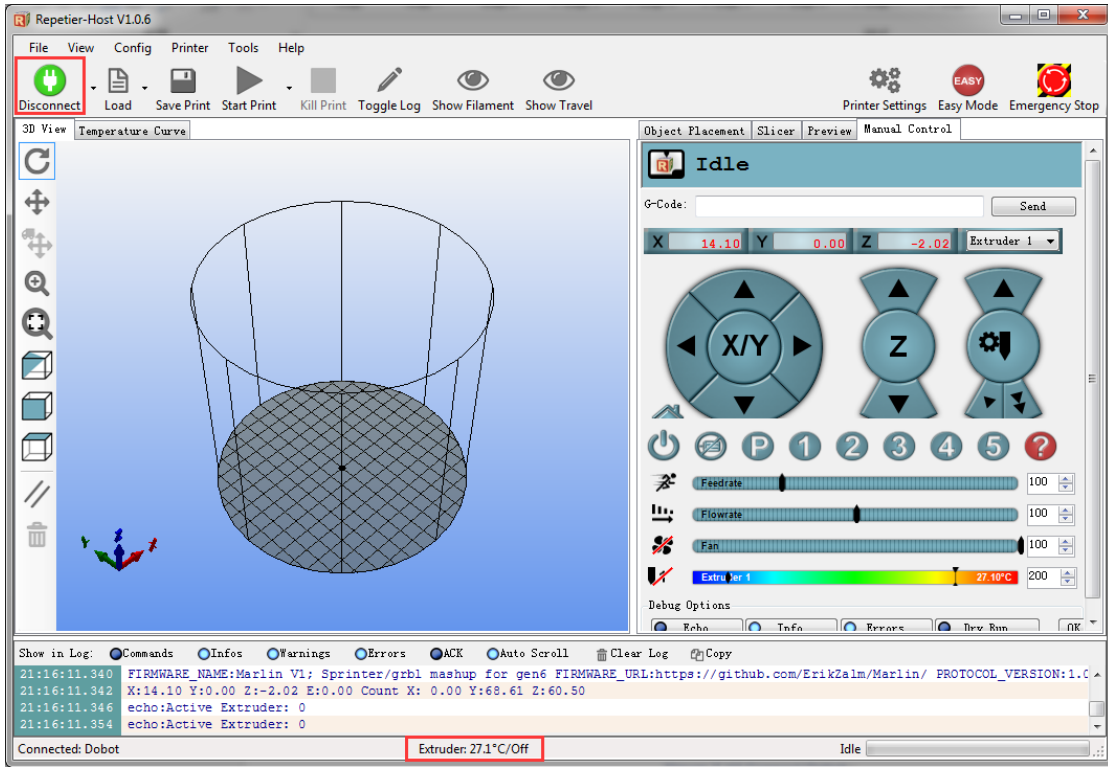 Repetier-Host V1.0.6
File View Config Printer Tools Help
EASY
Disconnect Load Save Print Start Print Kill Print Toggle Log Show Filament Show Travel Printer Settings Easy Mode Emergency Stop
3D View Temperature Curve Object Placement Slicer Preview Manual Control
Idle
G-Code: Send
X 14.10 Y 0.00 Z -2.02 Extruder 1
X/Y Z
P 1 2 3 4 5 ?
Feedrate 100
Flowrate 100
Fan 100
1 Extruder 1 27.10°C 200
y z x
Debug Options
Echo Info Errors Dry Run OK
Show in Log: Commands Infos Warnings Errors ACK Auto Scroll Clear Log Copy
21:16:11.340 FIRMWARE_NAME:Marlin V1; Sprinter/grbl mashup for gen6 FIRMWARE_URL:https://github.com/ErikZalm/Marlin/ PROTOCOL_VERSION:1.0
21:16:11.342 X:14.10 Y:0.00 Z:-2.02 E:0.00 Count X: 0.00 Y:68.61 Z:60.50
21:16:11.346 echo:Active Extruder: 0
21:16:11.354 echo:Active Extruder: 0
Connected: Dobot Extruder: 27.1°C/Off Idle